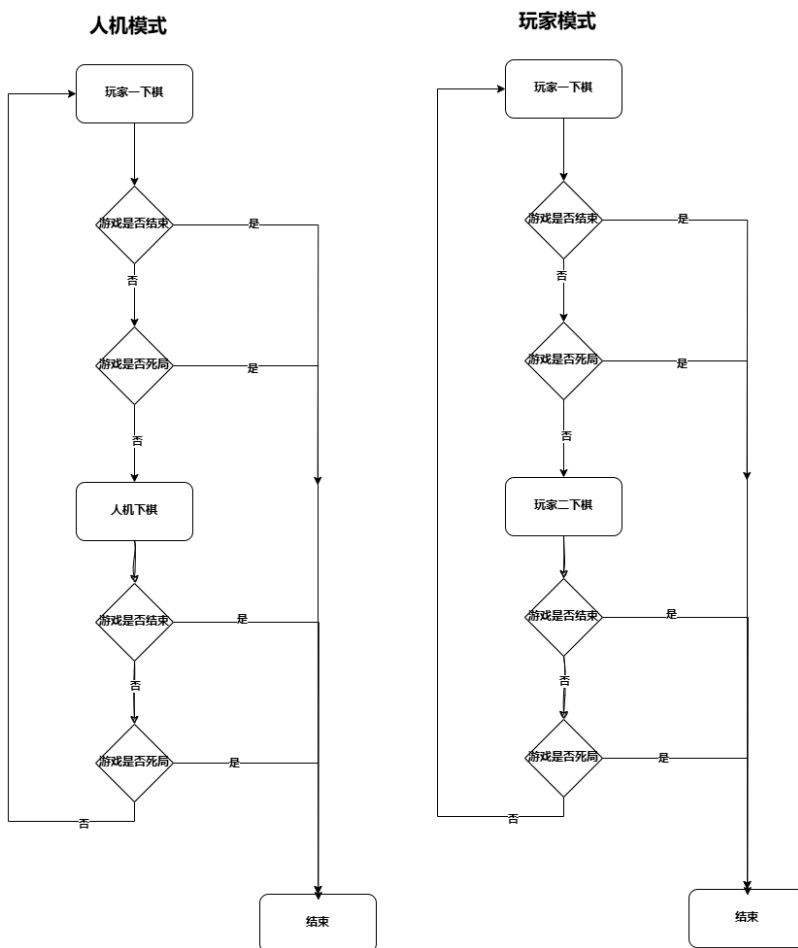 人机模式
玩家一下棋
游戏是否结束
是
否
游戏是否死局
是
否
人机下棋
游戏是否结束
是
否
游戏是否死局
是
否
结束
玩家模式
玩家一下棋
游戏是否结束
是
否
游戏是否死局
是
否
玩家二下棋
游戏是否结束
是
否
游戏是否死局
是
否
结束